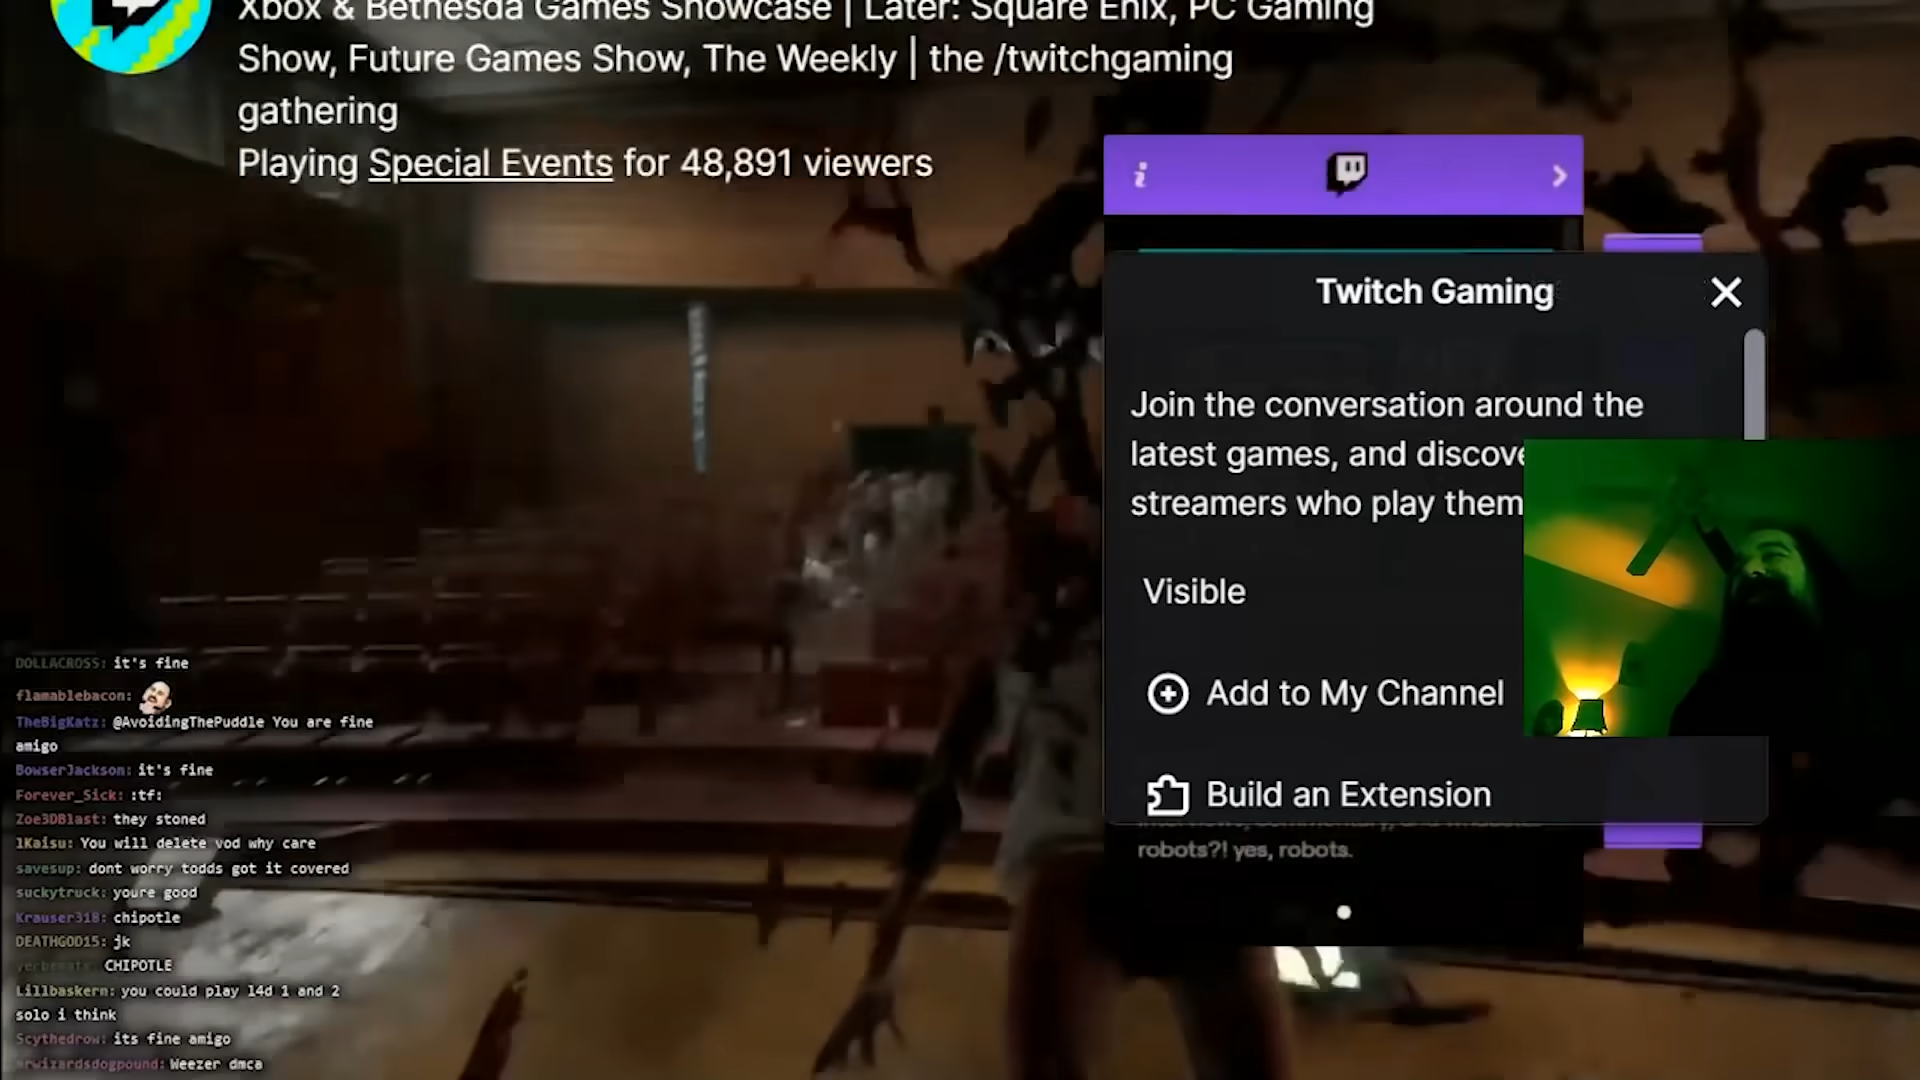 Xbox & Bethesda Games Showcase | Later: Square Enix, PC Gaming
Show, Future Games Show, The Weekly | the /twitchgaming
gathering
Playing Special Events for 48,891 viewers
Twitch Gaming
Join the conversation around the
latest games, and discove
streamers who play them
Visible
Add to My Channel
Build an Extension
robots?! yes, robots.
DOLLACROSS: it's fine
flamablebacon:
TheBigKatz: @AvoidingThePuddle You are fine
amigo
BowserJackson: it's fine
Forever_Sick: :tf:
Zoe3DBlast: they stoned
lKaisu: You will delete vod why care
savesup: dont worry todds got it covered
suckytruck: youre good
Krauser318: chipotle
DEATHGOD15: jk
CHIPOTLE
Lillbaskern: you could play l4d 1 and 2
solo i think
Scythedrow: its fine amigo
Weezer dmca